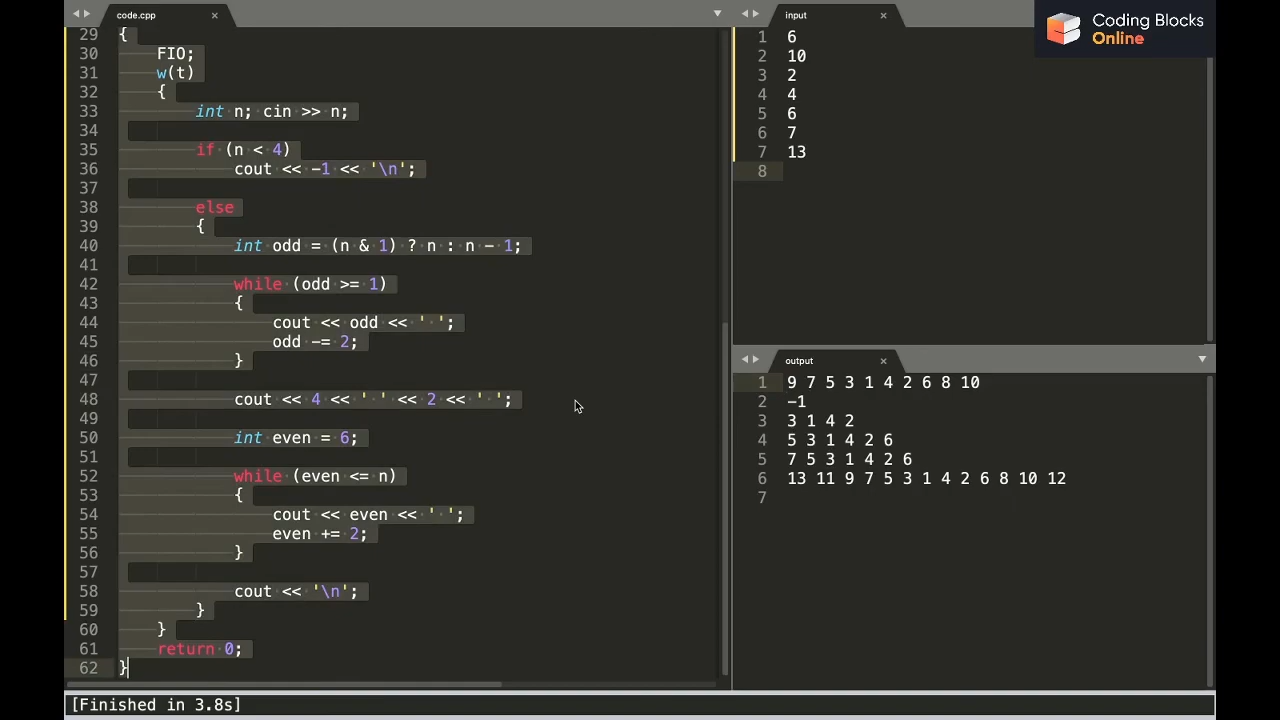 code.cpp
29 {
30 FIO;
31 w(t)
32 {
33 int n; cin >> n;
34
35 if (n < 4)
36 cout << -1 << '\n';
37
38 else
39 {
40 int odd = (n & 1) ? n : n - 1;
41
42 while (odd >= 1)
43 {
44 cout << odd << ' ';
45 odd -= 2;
46 }
47
48 cout << 4 << ' ' << 2 << ' ';
49
50 int even = 6;
51
52 while (even <= n)
53 {
54 cout << even << ' ';
55 even += 2;
56 }
57
58 cout << '\n';
59 }
60 }
61 return 0;
62 }
input
1 6
2 10
3 2
4 4
5 6
6 7
7 13
8
Coding Blocks
Online
output
1 9 7 5 3 1 4 2 6 8 10
2 -1
3 3 1 4 2
4 5 3 1 4 2 6
5 7 5 3 1 4 2 6
6 13 11 9 7 5 3 1 4 2 6 8 10 12
7
[Finished in 3.8s]